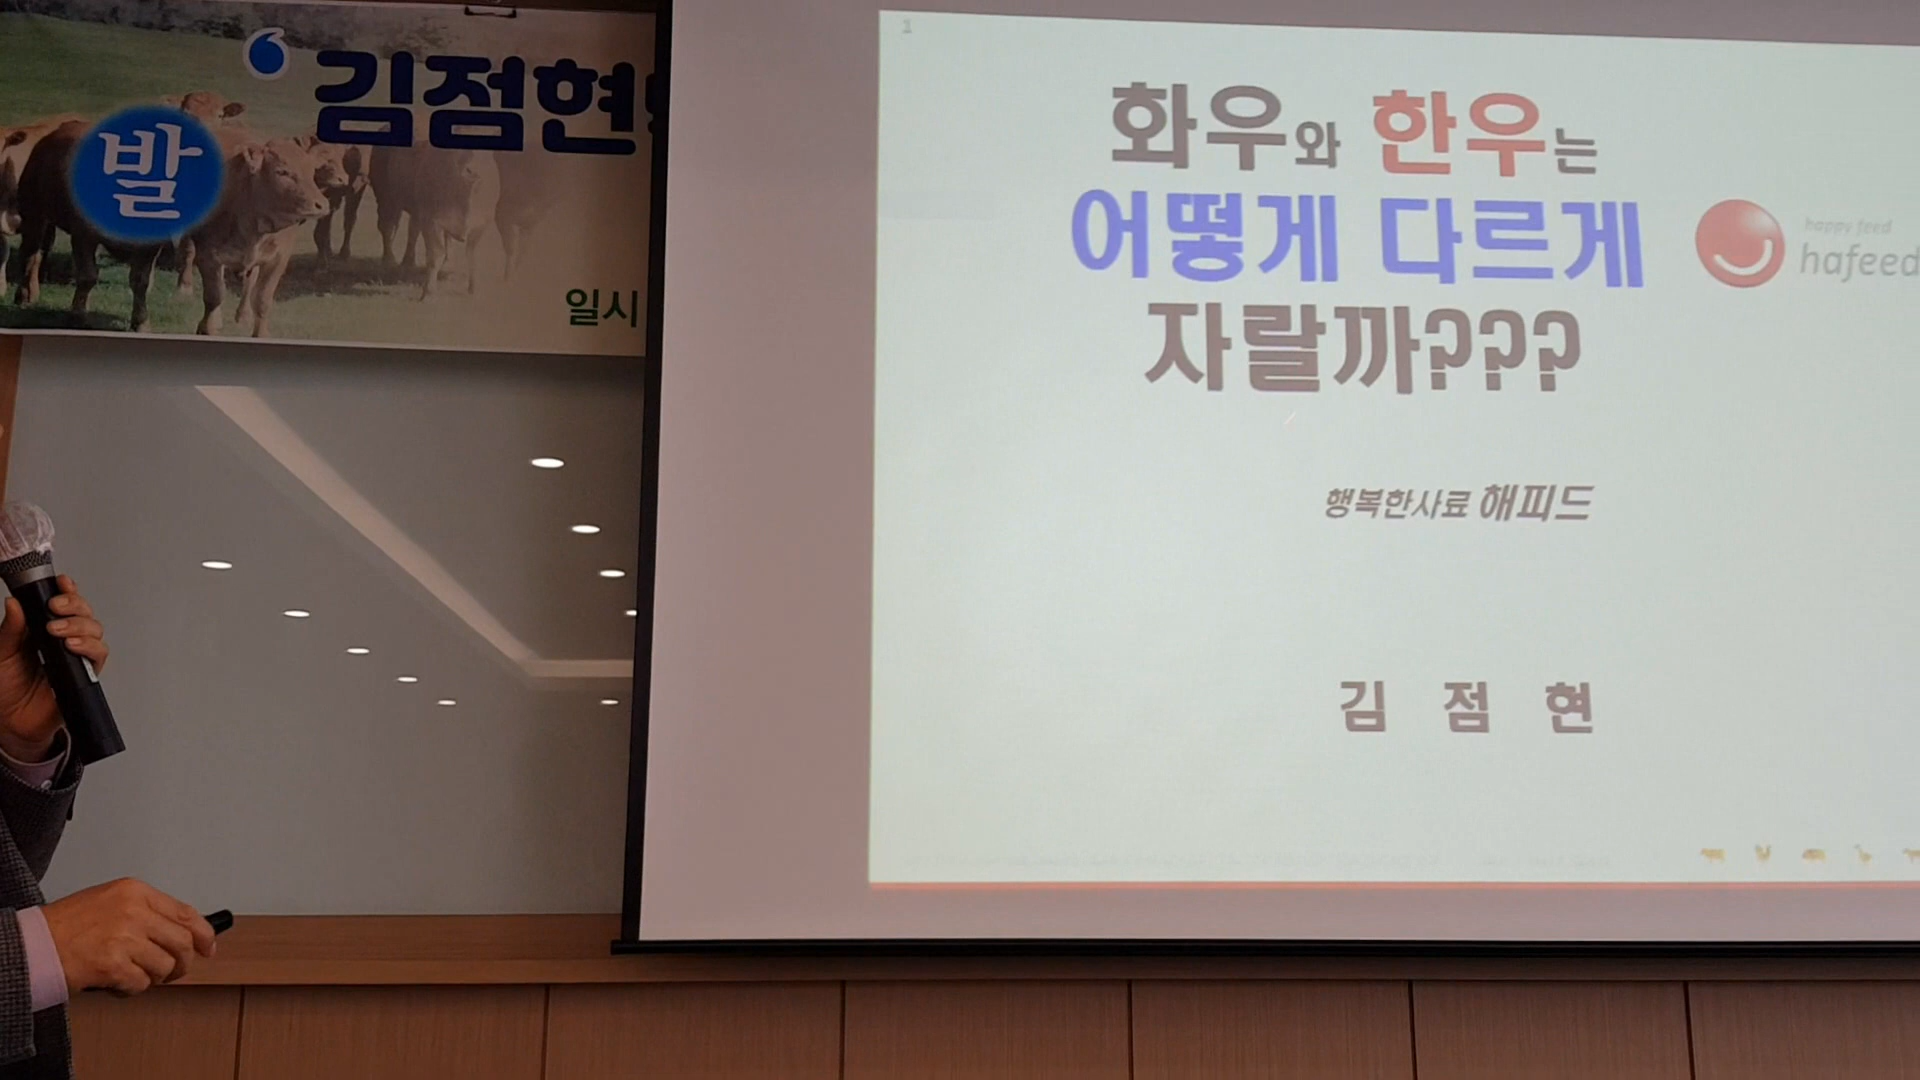 김점현
발
일시
1
화우와 한우는
어떻게 다르게
자랄까???
happy feed
hafeed
행복한사료 해피드
김 점 현